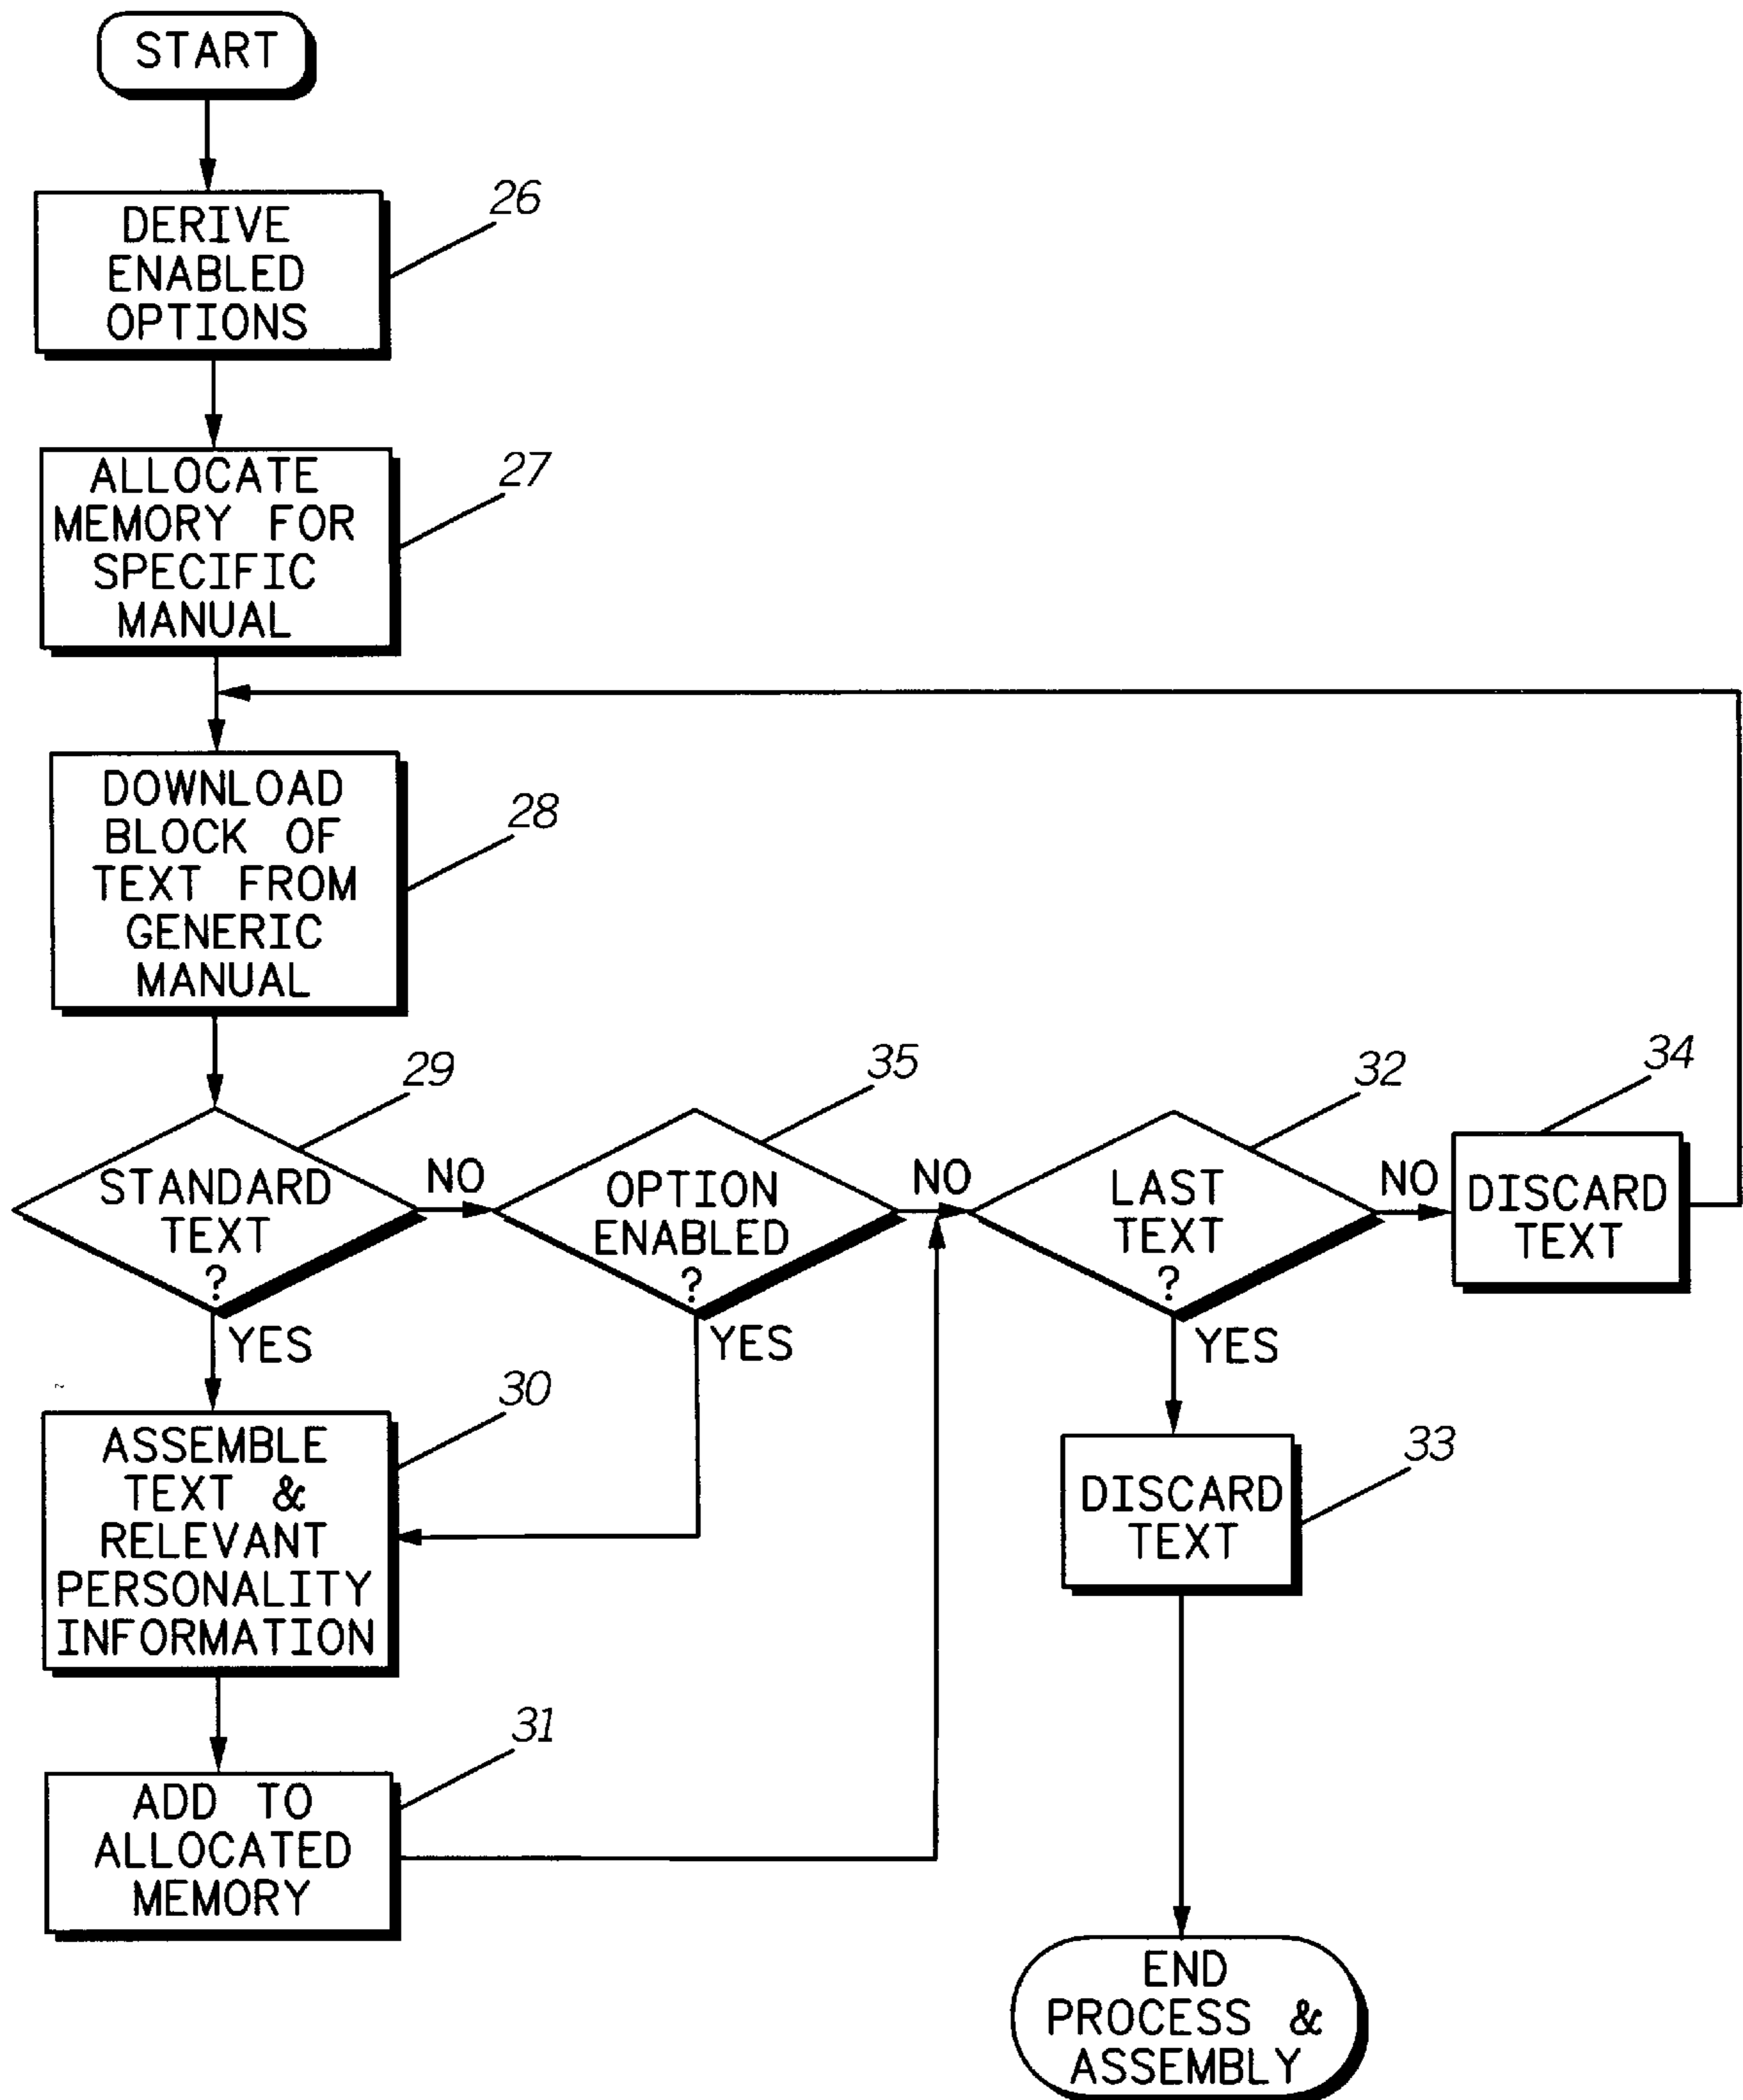 START
26
DERIVE
ENABLED
OPTIONS
27
ALLOCATE
MEMORY FOR
SPECIFIC
MANUAL
28
DOWNLOAD
BLOCK OF
TEXT FROM
GENERIC
MANUAL
29
STANDARD
TEXT
?
NO
YES
35
OPTION
ENABLED
?
NO
YES
32
LAST
TEXT
?
NO
YES
34
DISCARD
TEXT
30
ASSEMBLE
TEXT &
RELEVANT
PERSONALITY
INFORMATION
33
DISCARD
TEXT
31
ADD TO
ALLOCATED
MEMORY
END
PROCESS &
ASSEMBLY